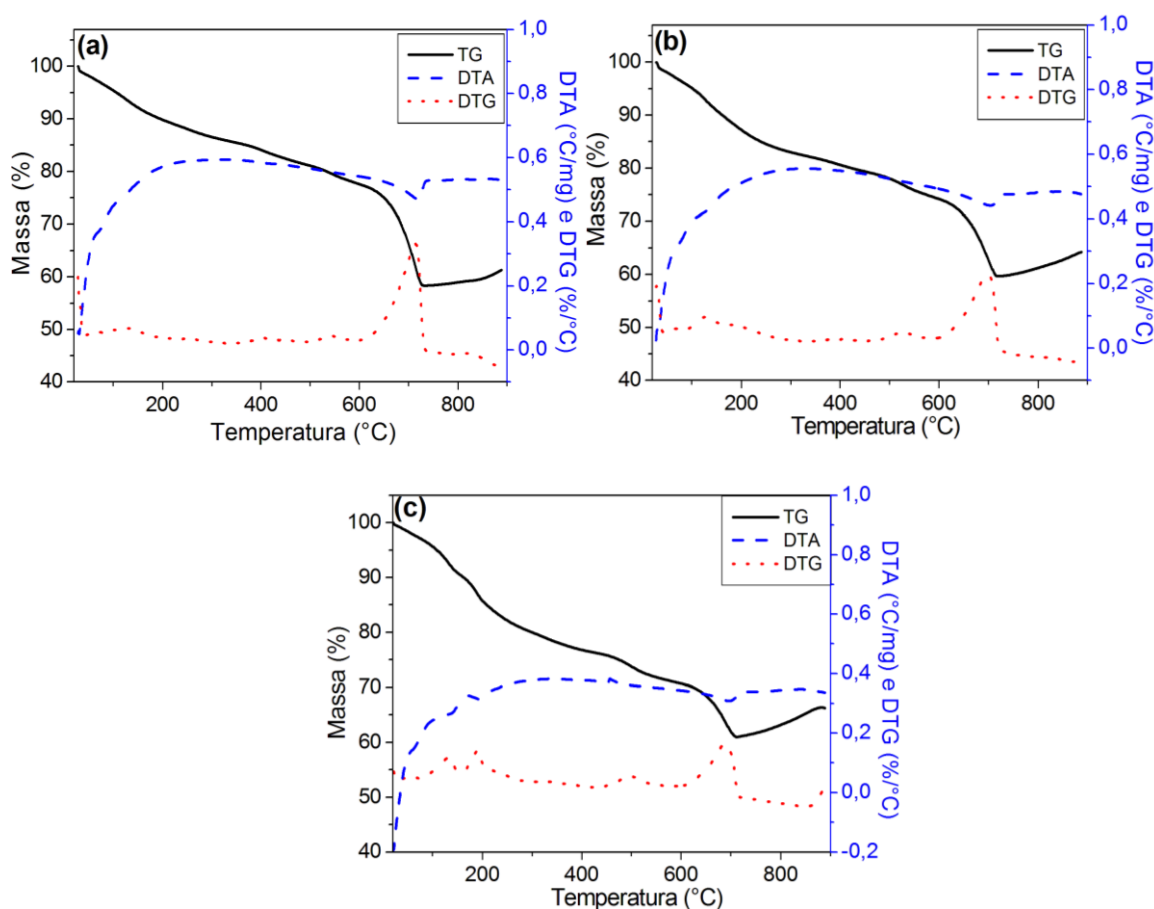 (a)
TG
DTA
DTG
100
90
80
70
60
50
40
Massa (%)
200
400
600
800
Temperatura (°C)
1,0
0,8
0,6
0,4
0,2
0,0
DTA (°C/mg) e DTG (%/°C)
(b)
TG
DTA
DTG
100
90
80
70
60
50
40
Massa (%)
200
400
600
800
Temperatura (°C)
1,0
0,8
0,6
0,4
0,2
0,0
DTA (°C/mg) e DTG (%/°C)
(c)
TG
DTA
DTG
100
90
80
70
60
50
40
Massa (%)
200
400
600
800
Temperatura (°C)
1,0
0,8
0,6
0,4
0,2
0,0
-0,2
DTA (°C/mg) e DTG (%/°C)